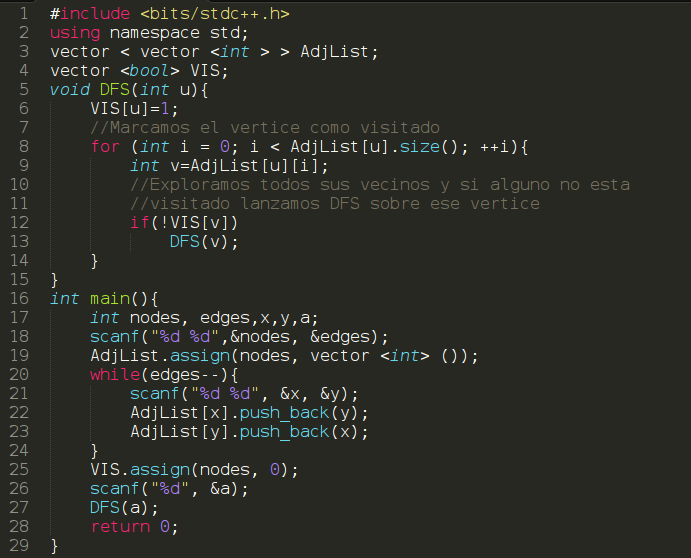 1 #include <bits/stdc++.h>
2 using namespace std;
3 vector < vector <int > > AdjList;
4 vector <bool> VIS;
5 void DFS(int u){
6     VIS[u]=1;
7     //Marcamos el vertice como visitado
8     for (int i = 0; i < AdjList[u].size(); ++i){
9         int v=AdjList[u][i];
10         //Exploramos todos sus vecinos y si alguno no esta
11         //visitado lanzamos DFS sobre ese vertice
12         if(!VIS[v])
13             DFS(v);
14     }
15 }
16 int main(){
17     int nodes, edges,x,y,a;
18     scanf("%d %d",&nodes, &edges);
19     AdjList.assign(nodes, vector <int> ());
20     while(edges--){
21         scanf("%d %d", &x, &y);
22         AdjList[x].push_back(y);
23         AdjList[y].push_back(x);
24     }
25     VIS.assign(nodes, 0);
26     scanf("%d", &a);
27     DFS(a);
28     return 0;
29 }